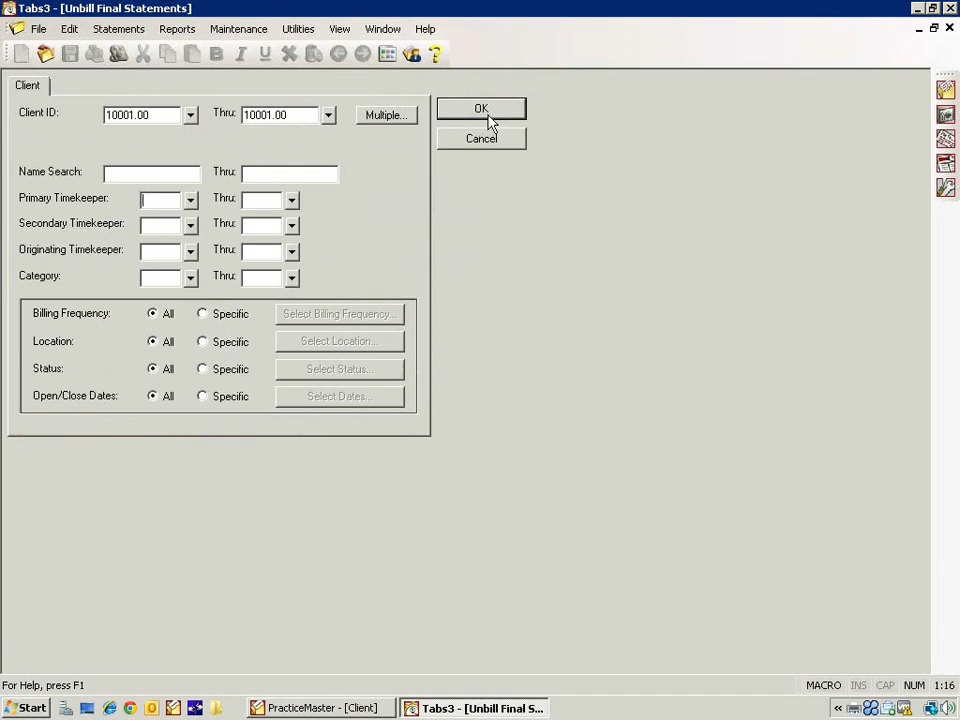 Tabs3 - [Unbill Final Statements]
File Edit Statements Reports Maintenance Utilities View Window Help
Client
Client ID: 10001.00 Thru: 10001.00 Multiple... OK
Cancel
Name Search: Thru:
Primary Timekeeper: Thru:
Secondary Timekeeper: Thru:
Originating Timekeeper: Thru:
Category: Thru:
Billing Frequency: All Specific Select Billing Frequency...
Location: All Specific Select Location...
Status: All Specific Select Status...
Open/Close Dates: All Specific Select Dates...
For Help, press F1 MACRO INS CAP NUM 1:16
Start PracticeMaster - [Client] Tabs3 - [Unbill Final S... «